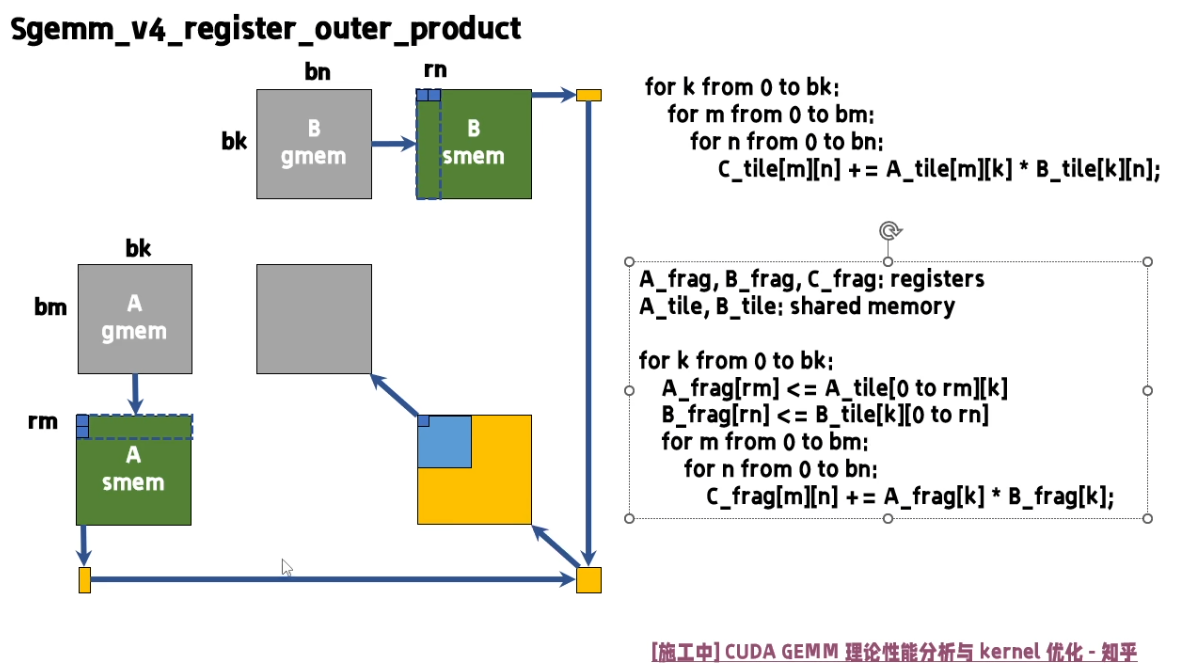 Sgemm_v4_register_outer_product
bn
rn
bk
B
gmem
B
smem
bk
bm
A
gmem
rm
A
smem
for k from 0 to bk:
for m from 0 to bm:
for n from 0 to bn:
C_tile[m][n] += A_tile[m][k] * B_tile[k][n];
A_frag, B_frag, C_frag: registers
A_tile, B_tile: shared memory
for k from 0 to bk:
A_frag[rm] <= A_tile[0 to rm][k]
B_frag[rn] <= B_tile[k][0 to rn]
for m from 0 to bm:
for n from 0 to bn:
C_frag[m][n] += A_frag[k] * B_frag[k];
[施工中] CUDA GEMM 理论性能分析与 kernel 优化 - 知乎